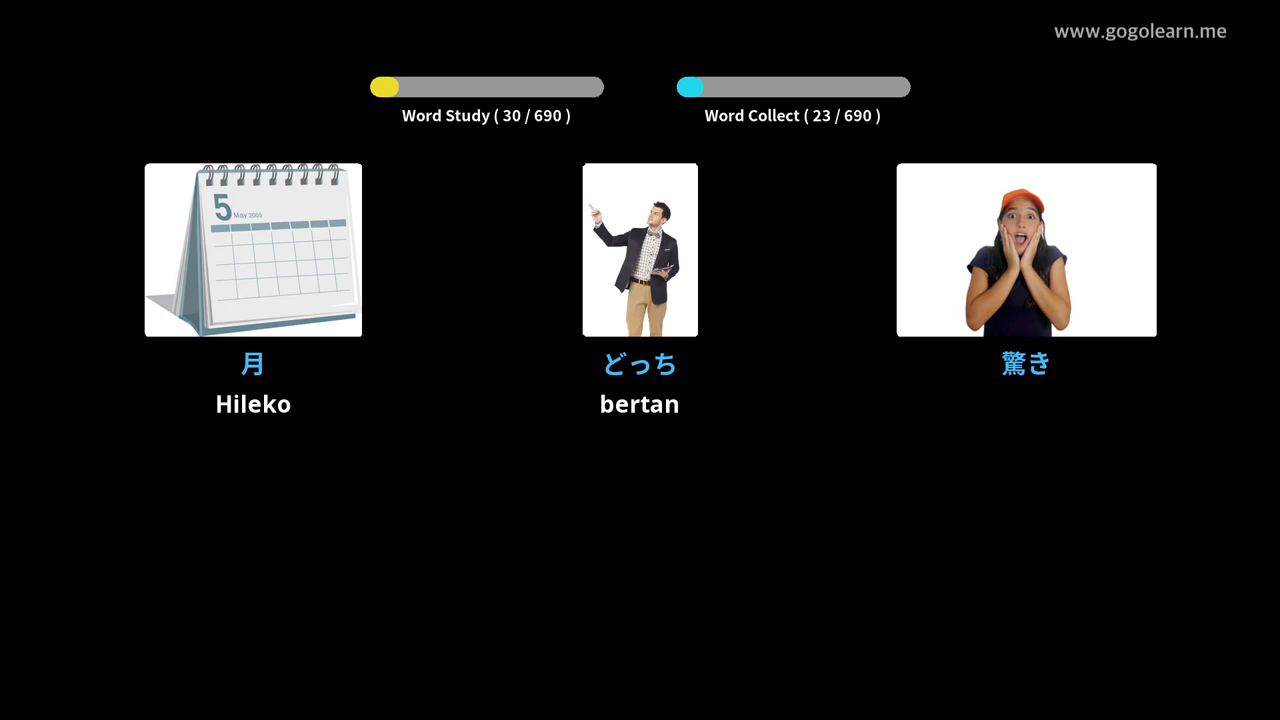 www.gogolearn.me
Word Study ( 30 / 690 )
Word Collect ( 23 / 690 )
5 May 2005
月
どっち
驚き
Hileko
bertan